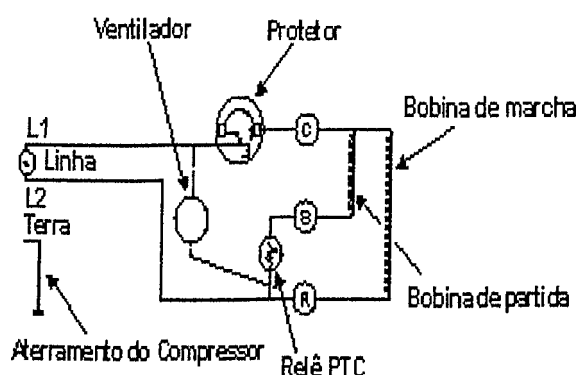 Ventilador
Protetor
Bobina de marcha
L1
C
Linha
L2
Terra
B
R
Bobina de partida
Aterramento do Compressor
Relê PTC